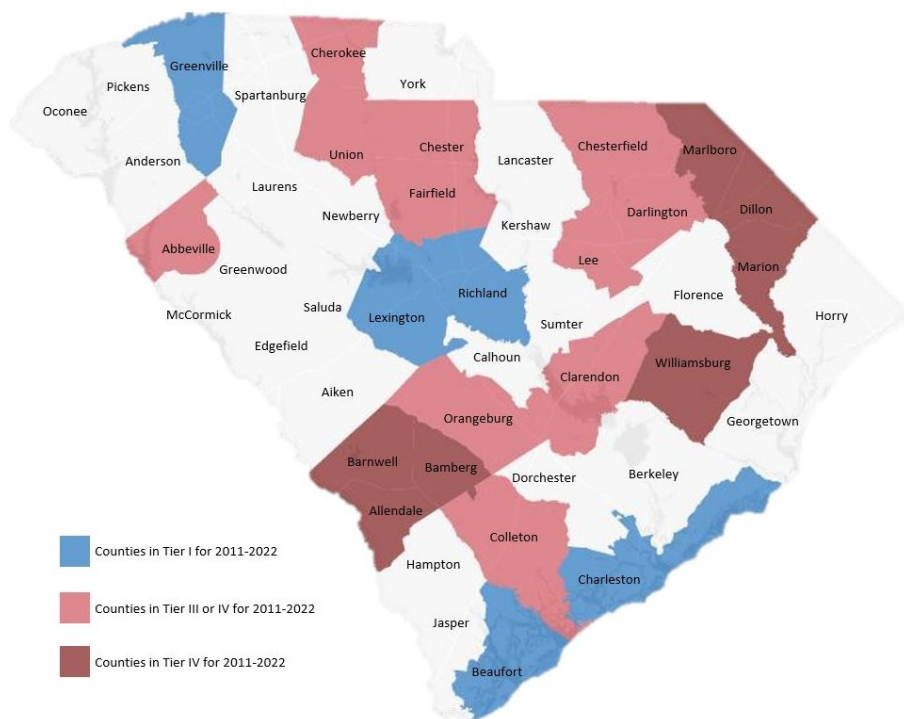 Cherokee
Greenville
York
Pickens
Spartanburg
Oconee
Chester
Chesterfield
Marlboro
Union
Anderson
Lancaster
Laurens
Fairfield
Newberry
Darlington
Dillon
Kershaw
Abbeville
Lee
Marion
Greenwood
Richland
Florence
Saluda
McCormick
Lexington
Sumter
Horry
Edgefield
Calhoun
Williamsburg
Clarendon
Aiken
Orangeburg
Georgetown
Barnwell
Bamberg
Dorchester
Berkeley
Allendale
Colleton
Counties in Tier I for 2011-2022
Hampton
Charleston
Counties in Tier III or IV for 2011-2022
Jasper
Counties in Tier IV for 2011-2022
Beaufort